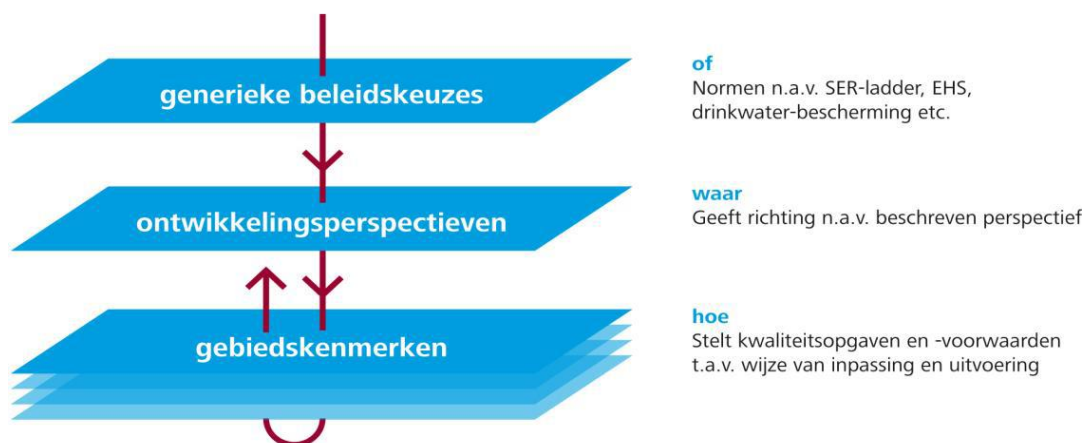 generieke beleidskeuzes
of
Normen n.a.v. SER-ladder, EHS,
drinkwater-bescherming etc.
ontwikkelingsperspectieven
waar
Geeft richting n.a.v. beschreven perspectief
gebiedskenmerken
hoe
Stelt kwaliteitsopgaven en -voorwaarden
t.a.v. wijze van inpassing en uitvoering